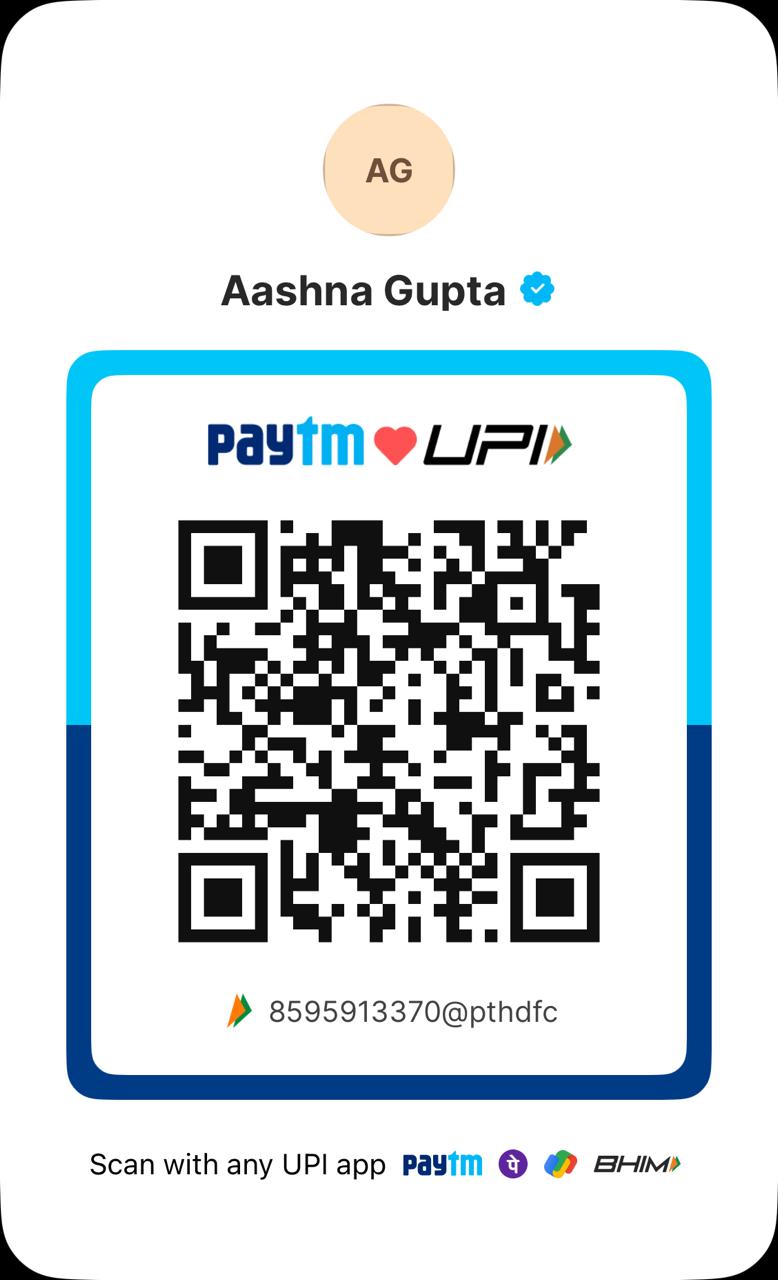 AG
Aashna Gupta
paytm UPI
8595913370@pthdfc
Scan with any UPI app paytm पे BHIM